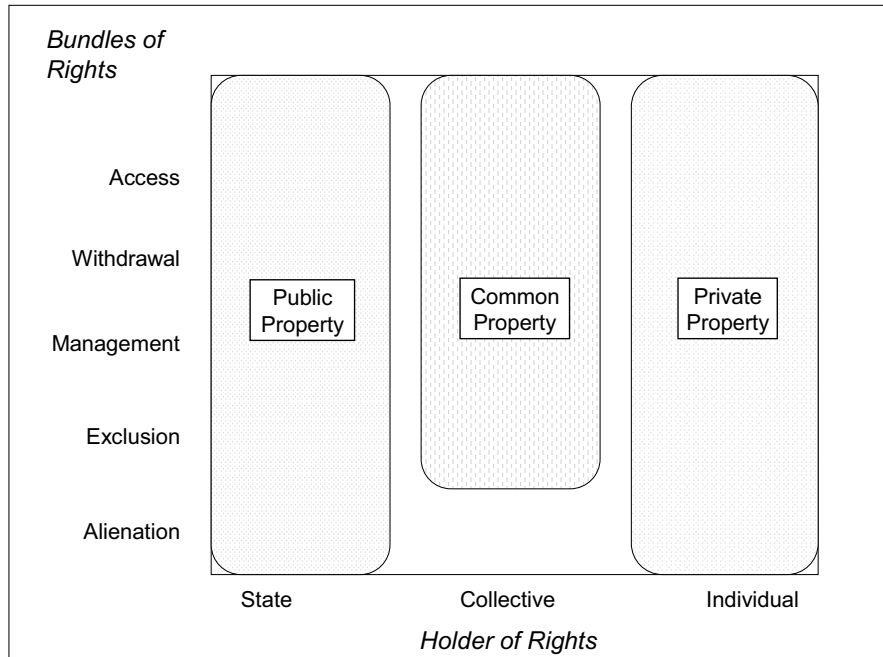 Bundles of
Rights
Access
Withdrawal
Public
Property
Common
Property
Private
Property
Management
Exclusion
Alienation
State
Collective
Individual
Holder of Rights